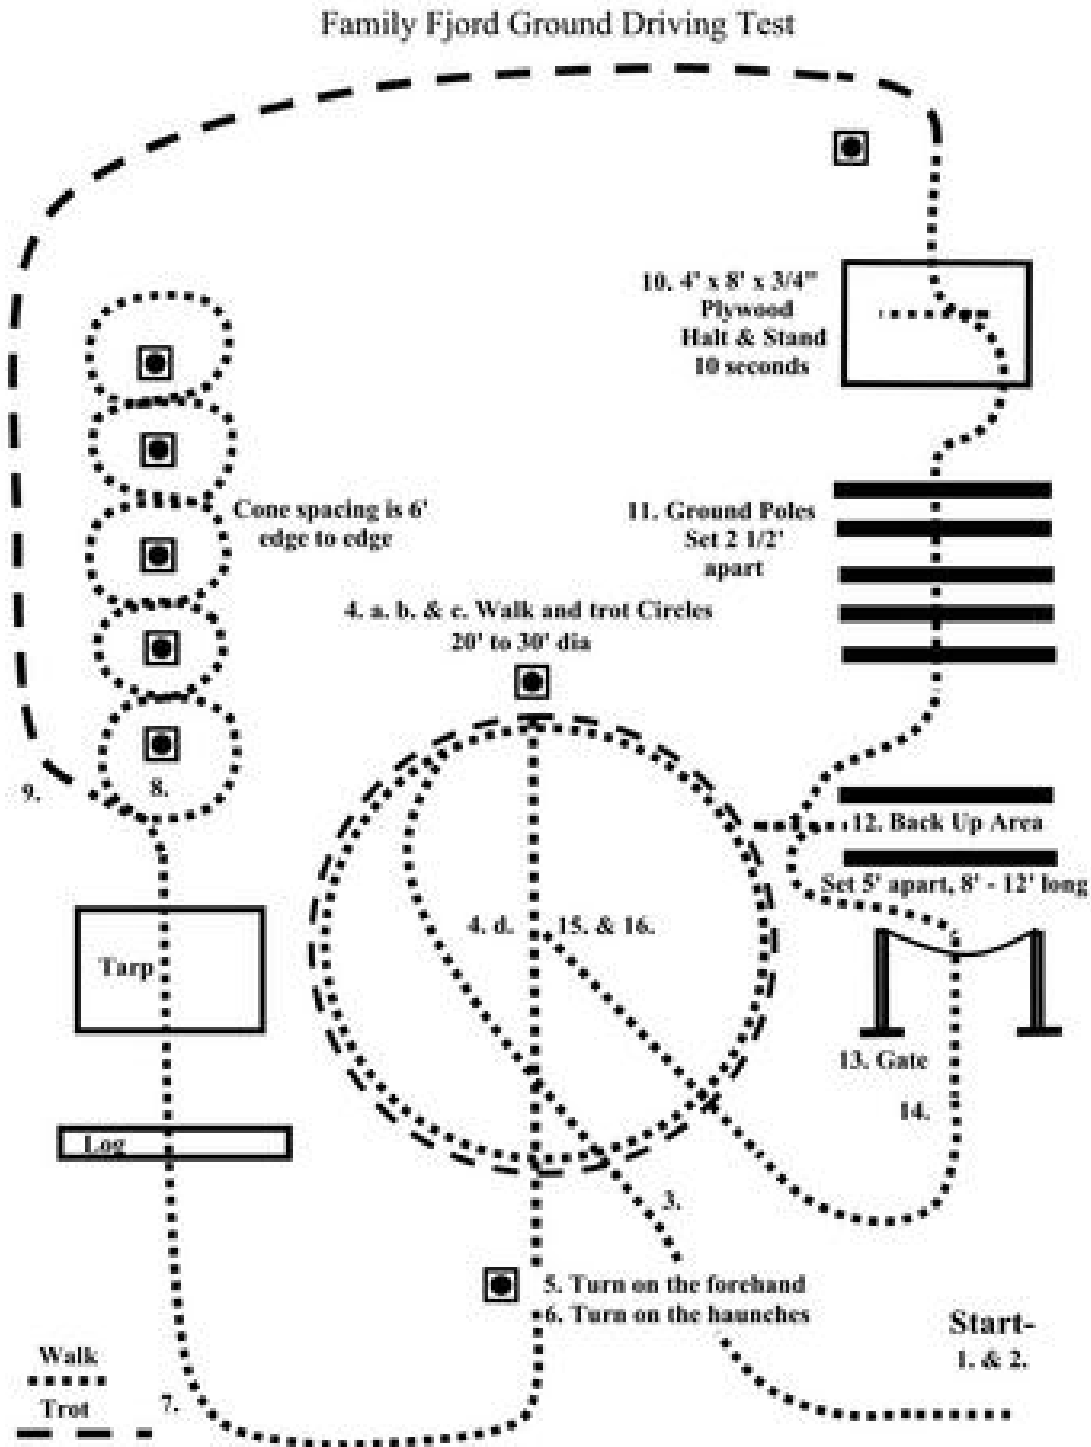 Family Fjord Ground Driving Test
10. 4' x 8' x 3/4"
Plywood
Halt & Stand
10 seconds
Cone spacing is 6'
edge to edge
11. Ground Poles
Set 2 1/2'
apart
4. a. b. & c. Walk and trot Circles
20' to 30' dia
9.
8.
12. Back Up Area
Set 5' apart, 8' - 12' long
4. d.
15. & 16.
Tarp
13. Gate
14.
Log
3.
5. Turn on the forehand
6. Turn on the haunches
Start-
1. & 2.
Walk
Trot
7.